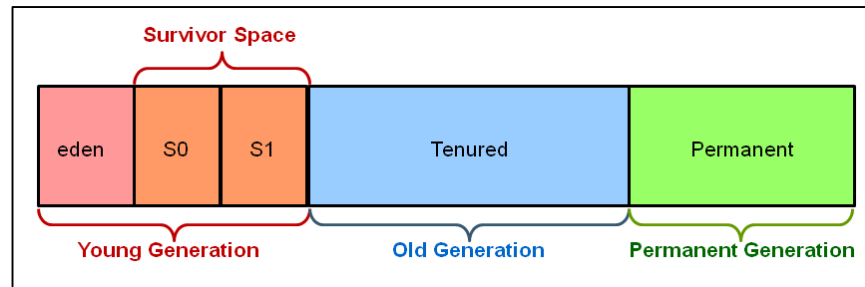 Survivor Space
eden
S0
S1
Tenured
Permanent
Young Generation
Old Generation
Permanent Generation